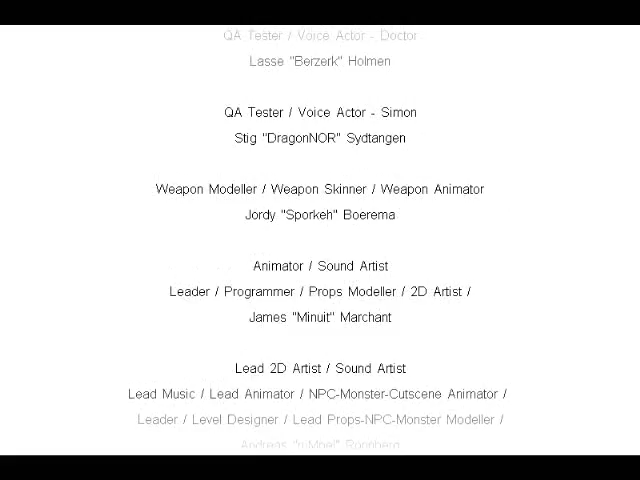 QA Tester / Voice Actor - Doctor
Lasse "Berzerk" Holmen
QA Tester / Voice Actor - Simon
Stig "DragonNOR" Sydtangen
Weapon Modeller / Weapon Skinner / Weapon Animator
Jordy "Sporkeh" Boerema
Animator / Sound Artist
Leader / Programmer / Props Modeller / 2D Artist /
James "Minuit" Marchant
Lead 2D Artist / Sound Artist
Lead Music / Lead Animator / NPC-Monster-Cutscene Animator /
Leader / Level Designer / Lead Props-NPC-Monster Modeller /
Andreas